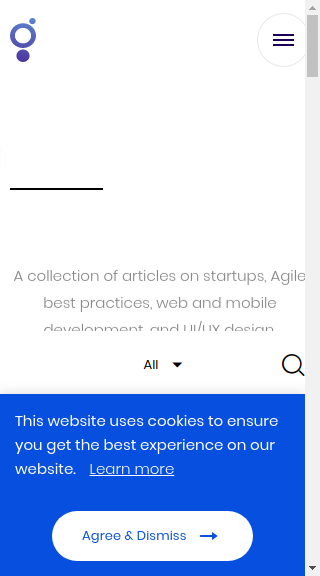 A collection of articles on startups, Agile
best practices, web and mobile
development, and UI/UX design
All
This website uses cookies to ensure
you get the best experience on our
website. Learn more
Agree & Dismiss